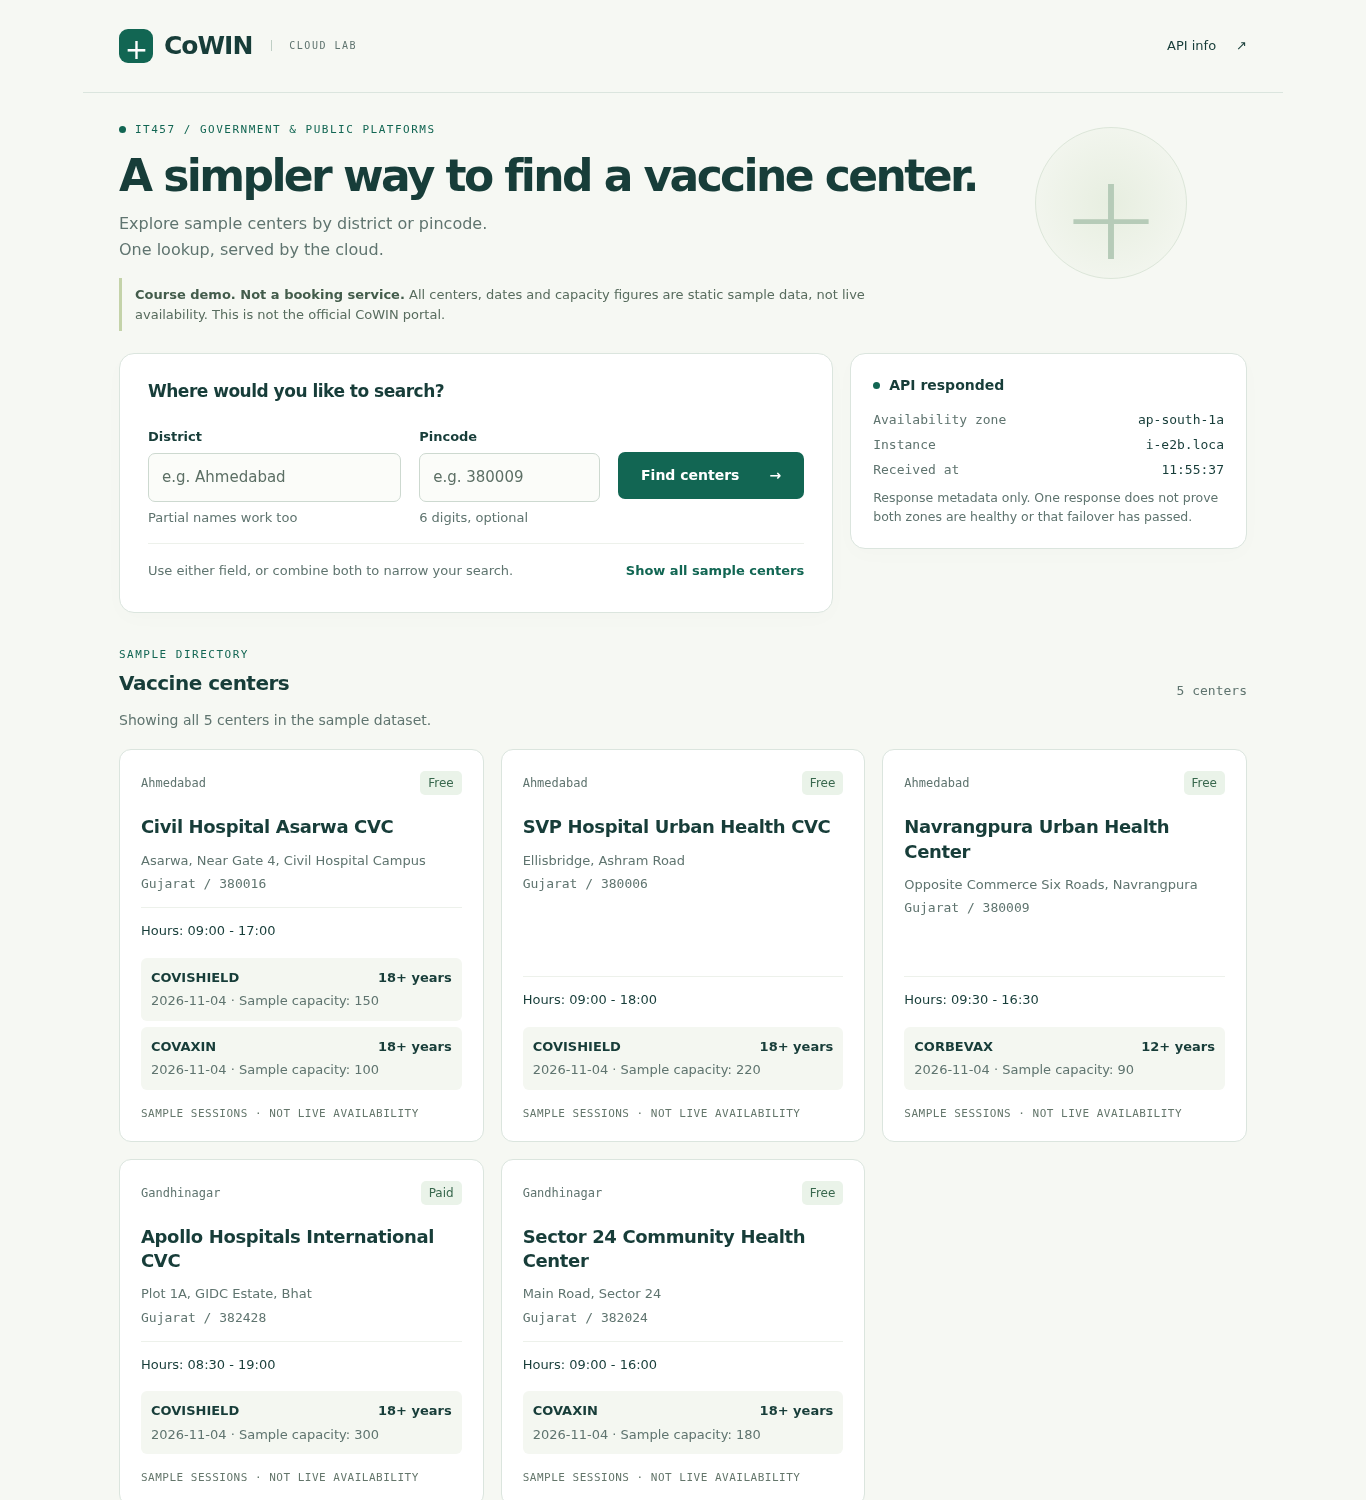 CoWIN
CLOUD LAB
API info ↗
IT457 / GOVERNMENT & PUBLIC PLATFORMS
A simpler way to find a vaccine center.
Explore sample centers by district or pincode.
One lookup, served by the cloud.
Course demo. Not a booking service. All centers, dates and capacity figures are static sample data, not live
availability. This is not the official CoWIN portal.
Where would you like to search?
District
Pincode
e.g. Ahmedabad
e.g. 380009
Find centers →
Partial names work too
6 digits, optional
Use either field, or combine both to narrow your search.
Show all sample centers
API responded
Availability zone ap-south-1a
Instance i-e2b.loca
Received at 11:55:37
Response metadata only. One response does not prove
both zones are healthy or that failover has passed.
SAMPLE DIRECTORY
Vaccine centers
5 centers
Showing all 5 centers in the sample dataset.
Ahmedabad Free
Civil Hospital Asarwa CVC
Asarwa, Near Gate 4, Civil Hospital Campus
Gujarat / 380016
Hours: 09:00 - 17:00
COVISHIELD 18+ years
2026-11-04 · Sample capacity: 150
COVAXIN 18+ years
2026-11-04 · Sample capacity: 100
SAMPLE SESSIONS · NOT LIVE AVAILABILITY
Ahmedabad Free
SVP Hospital Urban Health CVC
Ellisbridge, Ashram Road
Gujarat / 380006
Hours: 09:00 - 18:00
COVISHIELD 18+ years
2026-11-04 · Sample capacity: 220
SAMPLE SESSIONS · NOT LIVE AVAILABILITY
Ahmedabad Free
Navrangpura Urban Health
Center
Opposite Commerce Six Roads, Navrangpura
Gujarat / 380009
Hours: 09:30 - 16:30
CORBEVAX 12+ years
2026-11-04 · Sample capacity: 90
SAMPLE SESSIONS · NOT LIVE AVAILABILITY
Gandhinagar Paid
Apollo Hospitals International
CVC
Plot 1A, GIDC Estate, Bhat
Gujarat / 382428
Hours: 08:30 - 19:00
COVISHIELD 18+ years
2026-11-04 · Sample capacity: 300
SAMPLE SESSIONS · NOT LIVE AVAILABILITY
Gandhinagar Free
Sector 24 Community Health
Center
Main Road, Sector 24
Gujarat / 382024
Hours: 09:00 - 16:00
COVAXIN 18+ years
2026-11-04 · Sample capacity: 180
SAMPLE SESSIONS · NOT LIVE AVAILABILITY